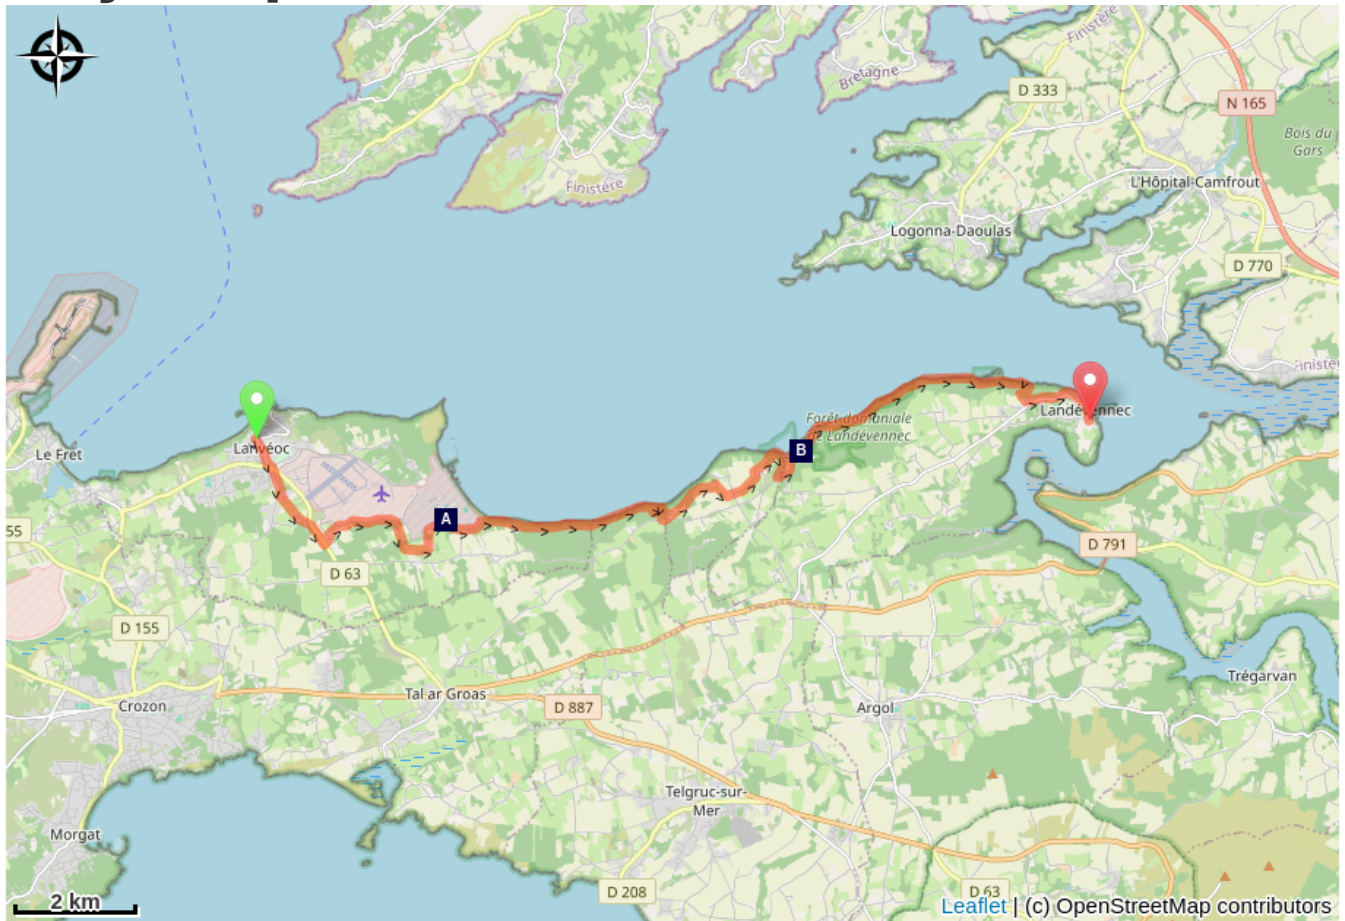 Finistère
Bretagne
D 333
N 165
Bois du
Gars
L'Hôpital-Camfrout
Finistère
Logonna-Daoulas
D 770
Finistèr
Lanvéoc
Le Fret
Landévennec
Forêt domaniale
de Landévennec
B
A
55
D 791
D 63
D 155
Trégarvan
Tal ar Groas
Crozon
D 887
Argol
Telgruc-sur-
Mer
Morgat
D 208
D 63
2 km
Leaflet | (c) OpenStreetMap contributors